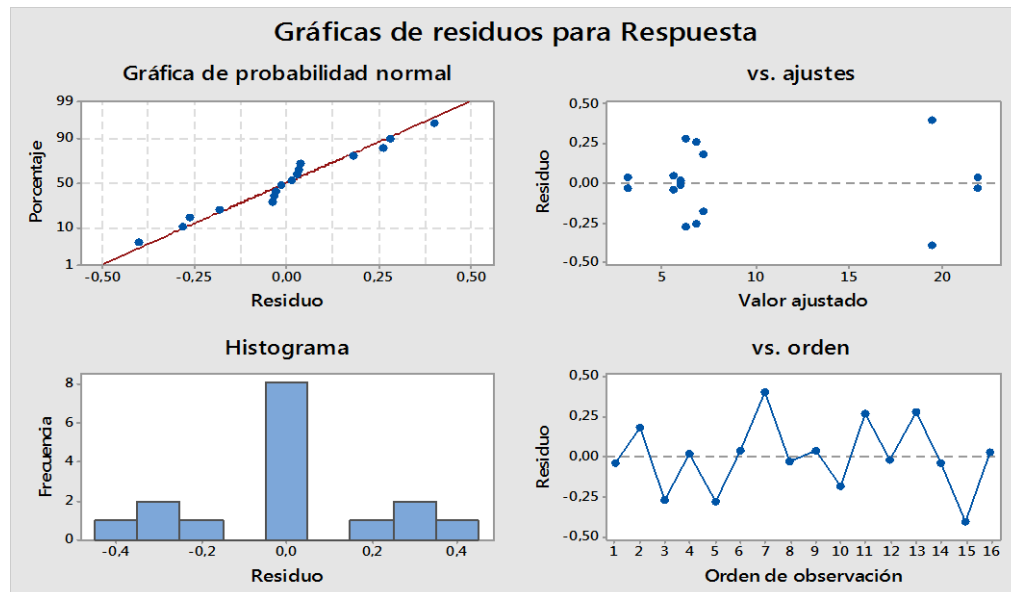 Gráficas de residuos para Respuesta
Gráfica de probabilidad normal
99
90
50
10
1
Porcentaje
-0,50 -0,25 0,00 0,25 0,50
Residuo
vs. ajustes
0.50
0.25
0.00
-0.25
-0.50
Residuo
5 10 15 20
Valor ajustado
Histograma
8
6
4
2
0
Frecuencia
-0,4 -0,2 0,0 0,2 0,4
Residuo
vs. orden
0.50
0.25
0.00
-0.25
-0.50
Residuo
1 2 3 4 5 6 7 8 9 10 11 12 13 14 15 16
Orden de observación